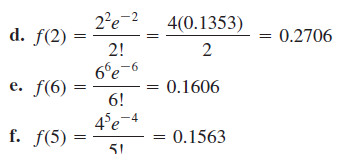 d. f(2) = 2²e⁻²/2! = 4(0.1353)/2 = 0.2706
e. f(6) = 6⁶e⁻⁶/6! = 0.1606
f. f(5) = 4⁵e⁻⁴/5! = 0.1563